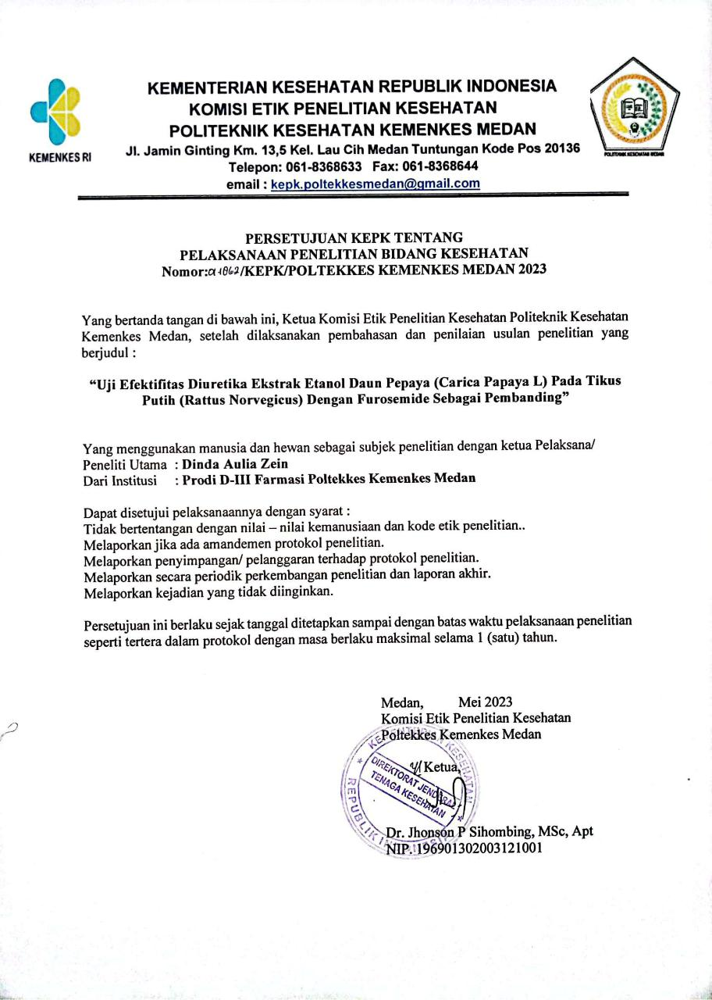 KEMENTERIAN KESEHATAN REPUBLIK INDONESIA
KOMISI ETIK PENELITIAN KESEHATAN
POLITEKNIK KESEHATAN KEMENKES MEDAN
Jl. Jamin Ginting Km. 13,5 Kel. Lau Cih Medan Tuntungan Kode Pos 20136
Telepon: 061-8368633 Fax: 061-8368644
email : kepk.poltekkesmedan@gmail.com
KEMENKES RI
POLITEKNIK KESEHATAN MEDAN
PERSETUJUAN KEPK TENTANG
PELAKSANAAN PENELITIAN BIDANG KESEHATAN
Nomor: /KEPK/POLTEKKES KEMENKES MEDAN 2023
Yang bertanda tangan di bawah ini, Ketua Komisi Etik Penelitian Kesehatan Politeknik Kesehatan
Kemenkes Medan, setelah dilaksanakan pembahasan dan penilaian usulan penelitian yang
berjudul :
“Uji Efektifitas Diuretika Ekstrak Etanol Daun Pepaya (Carica Papaya L) Pada Tikus
Putih (Rattus Norvegicus) Dengan Furosemide Sebagai Pembanding”
Yang menggunakan manusia dan hewan sebagai subjek penelitian dengan ketua Pelaksana/
Peneliti Utama : Dinda Aulia Zein
Dari Institusi : Prodi D-III Farmasi Poltekkes Kemenkes Medan
Dapat disetujui pelaksanaannya dengan syarat :
Tidak bertentangan dengan nilai – nilai kemanusiaan dan kode etik penelitian..
Melaporkan jika ada amandemen protokol penelitian.
Melaporkan penyimpangan/ pelanggaran terhadap protokol penelitian.
Melaporkan secara periodik perkembangan penelitian dan laporan akhir.
Melaporkan kejadian yang tidak diinginkan.
Persetujuan ini berlaku sejak tanggal ditetapkan sampai dengan batas waktu pelaksanaan penelitian
seperti tertera dalam protokol dengan masa berlaku maksimal selama 1 (satu) tahun.
Medan, Mei 2023
Komisi Etik Penelitian Kesehatan
Poltekkes Kemenkes Medan
Ketua,
KEMENTERIAN KESEHATAN
DIREKTORAT JENDERAL
TENAGA KESEHATAN
REPUBLIK INDONESIA
Dr. Jhonson P Sihombing, MSc, Apt
NIP. 196901302003121001